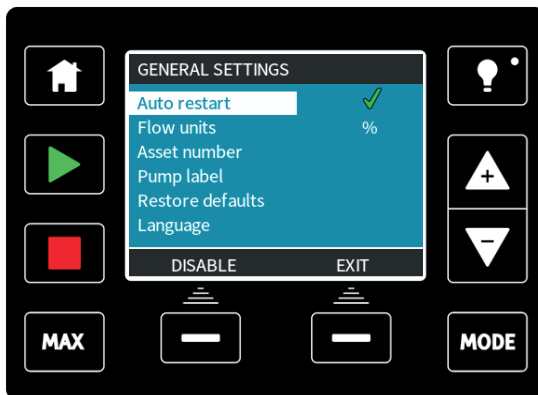 GENERAL SETTINGS
Auto restart
Flow units %
Asset number
Pump label
Restore defaults
Language
DISABLE EXIT
+
-
MAX
MODE